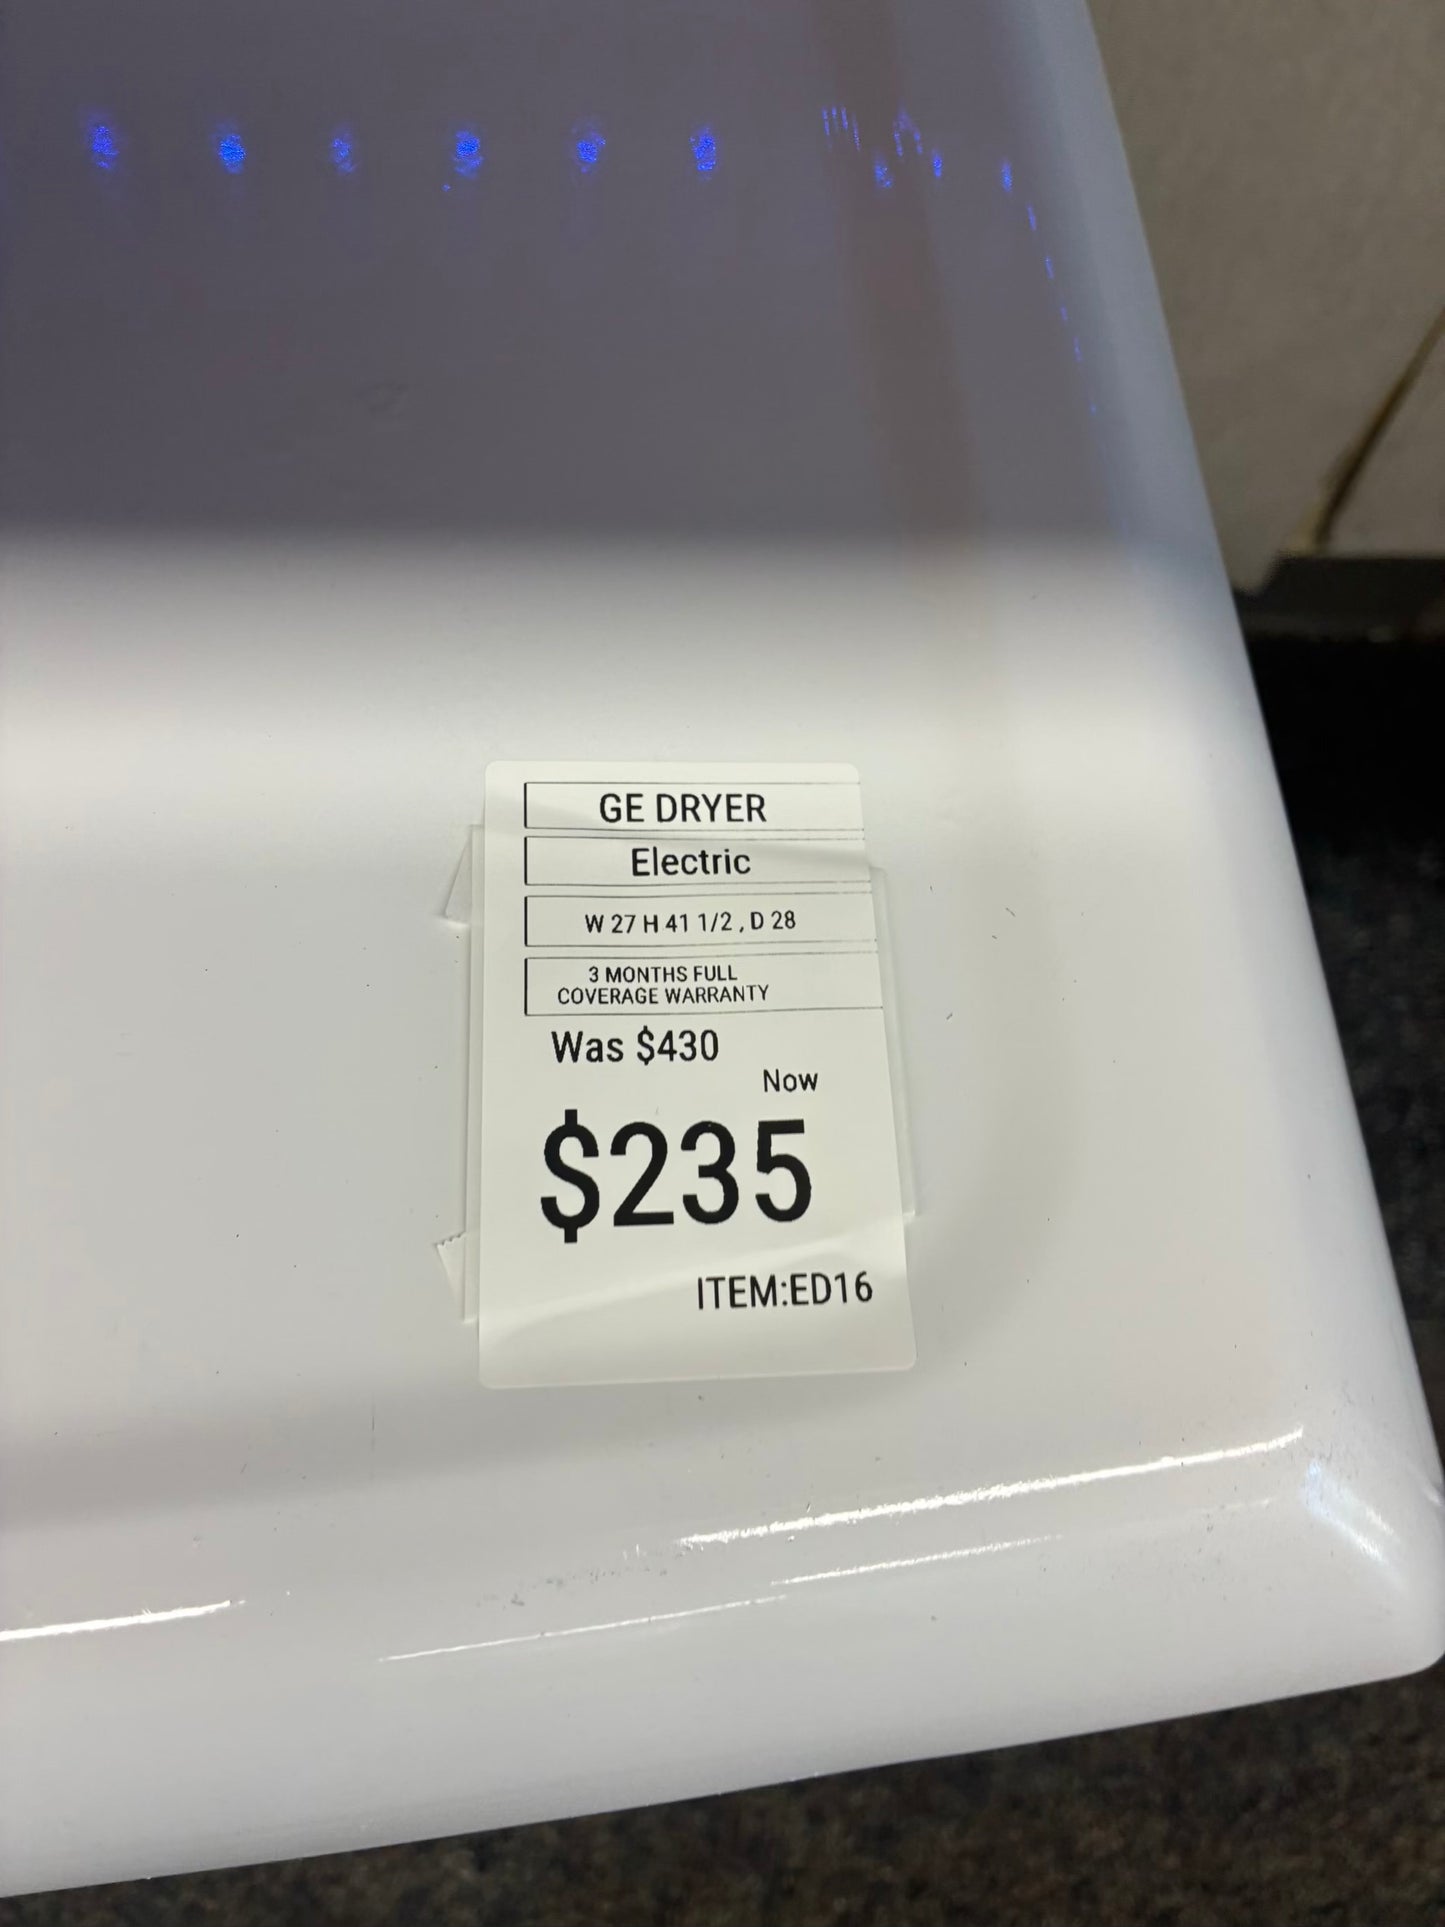 GE DRYER
Electric
W 27 H 41 1/2 , D 28
3 MONTHS FULL
COVERAGE WARRANTY
Was $430
Now
$235
ITEM:ED16